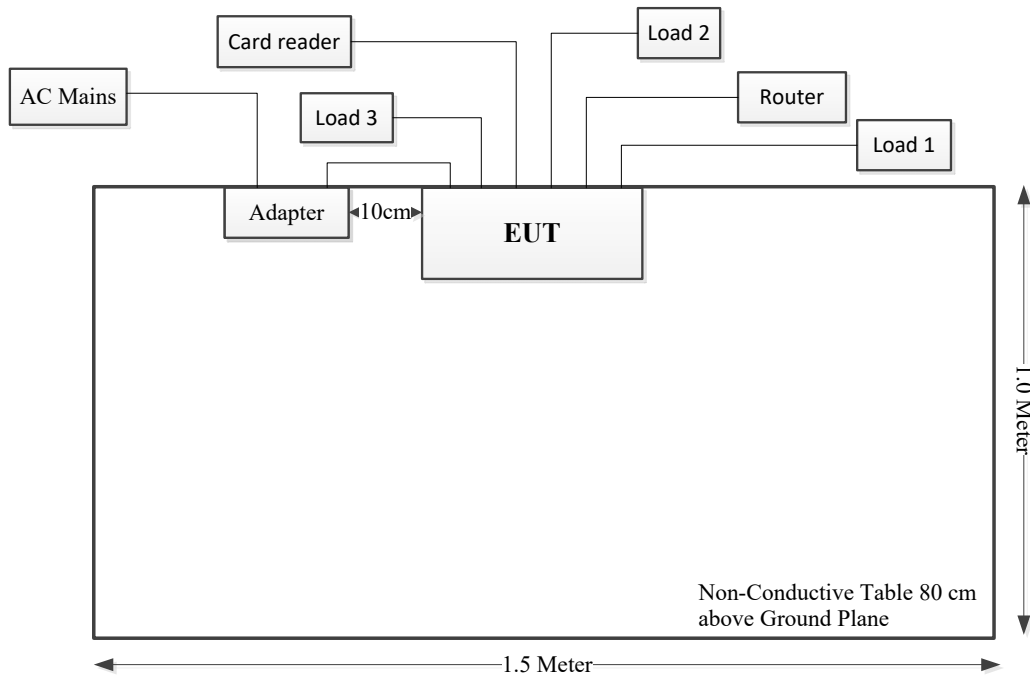 Load 2
Card reader
AC Mains
Router
Load 3
Load 1
Adapter
10cm
EUT
1.0 Meter
Non-Conductive Table 80 cm
above Ground Plane
1.5 Meter